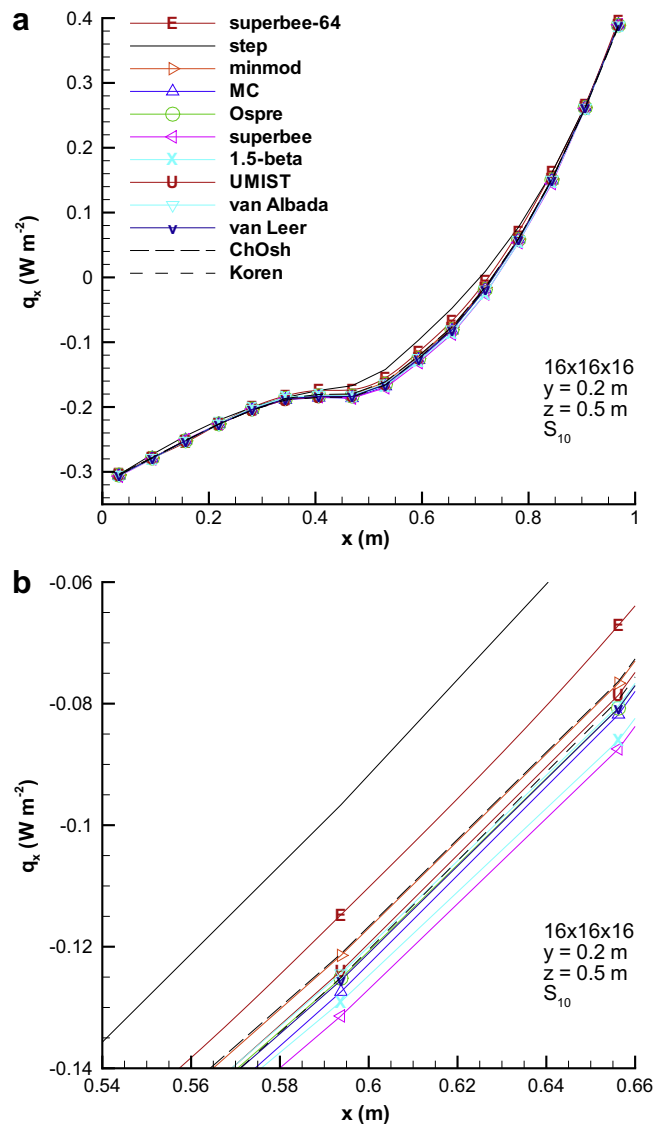 a
0.4
0.3
0.2
0.1
0
-0.1
-0.2
-0.3
q_x (W m^-2)
E superbee-64
step
minmod
MC
Ospre
superbee
X 1.5-beta
U UMIST
van Albada
v van Leer
ChOsh
Koren
16x16x16
y = 0.2 m
z = 0.5 m
S_10
0 0.2 0.4 0.6 0.8 1
x (m)
b
-0.06
-0.08
-0.1
-0.12
-0.14
q_x (W m^-2)
E
E
U
U
X
X
v
v
16x16x16
y = 0.2 m
z = 0.5 m
S_10
0.54 0.56 0.58 0.6 0.62 0.64 0.66
x (m)